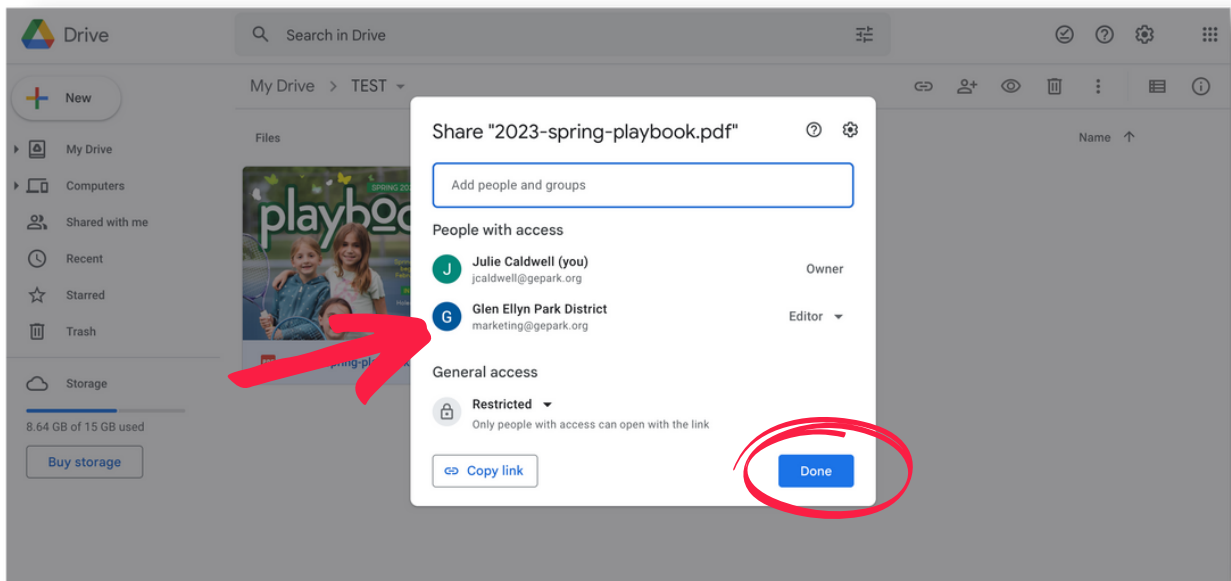 Drive
Search in Drive
My Drive > TEST
New
Files
Name
My Drive
Computers
Shared with me
Recent
Starred
Trash
Storage
8.64 GB of 15 GB used
Buy storage
SPRING 20
playbo
Share "2023-spring-playbook.pdf"
Add people and groups
People with access
J
Julie Caldwell (you)
jcaldwell@gepark.org
Owner
G
Glen Ellyn Park District
marketing@gepark.org
Editor
General access
Restricted
Only people with access can open with the link
Copy link
Done